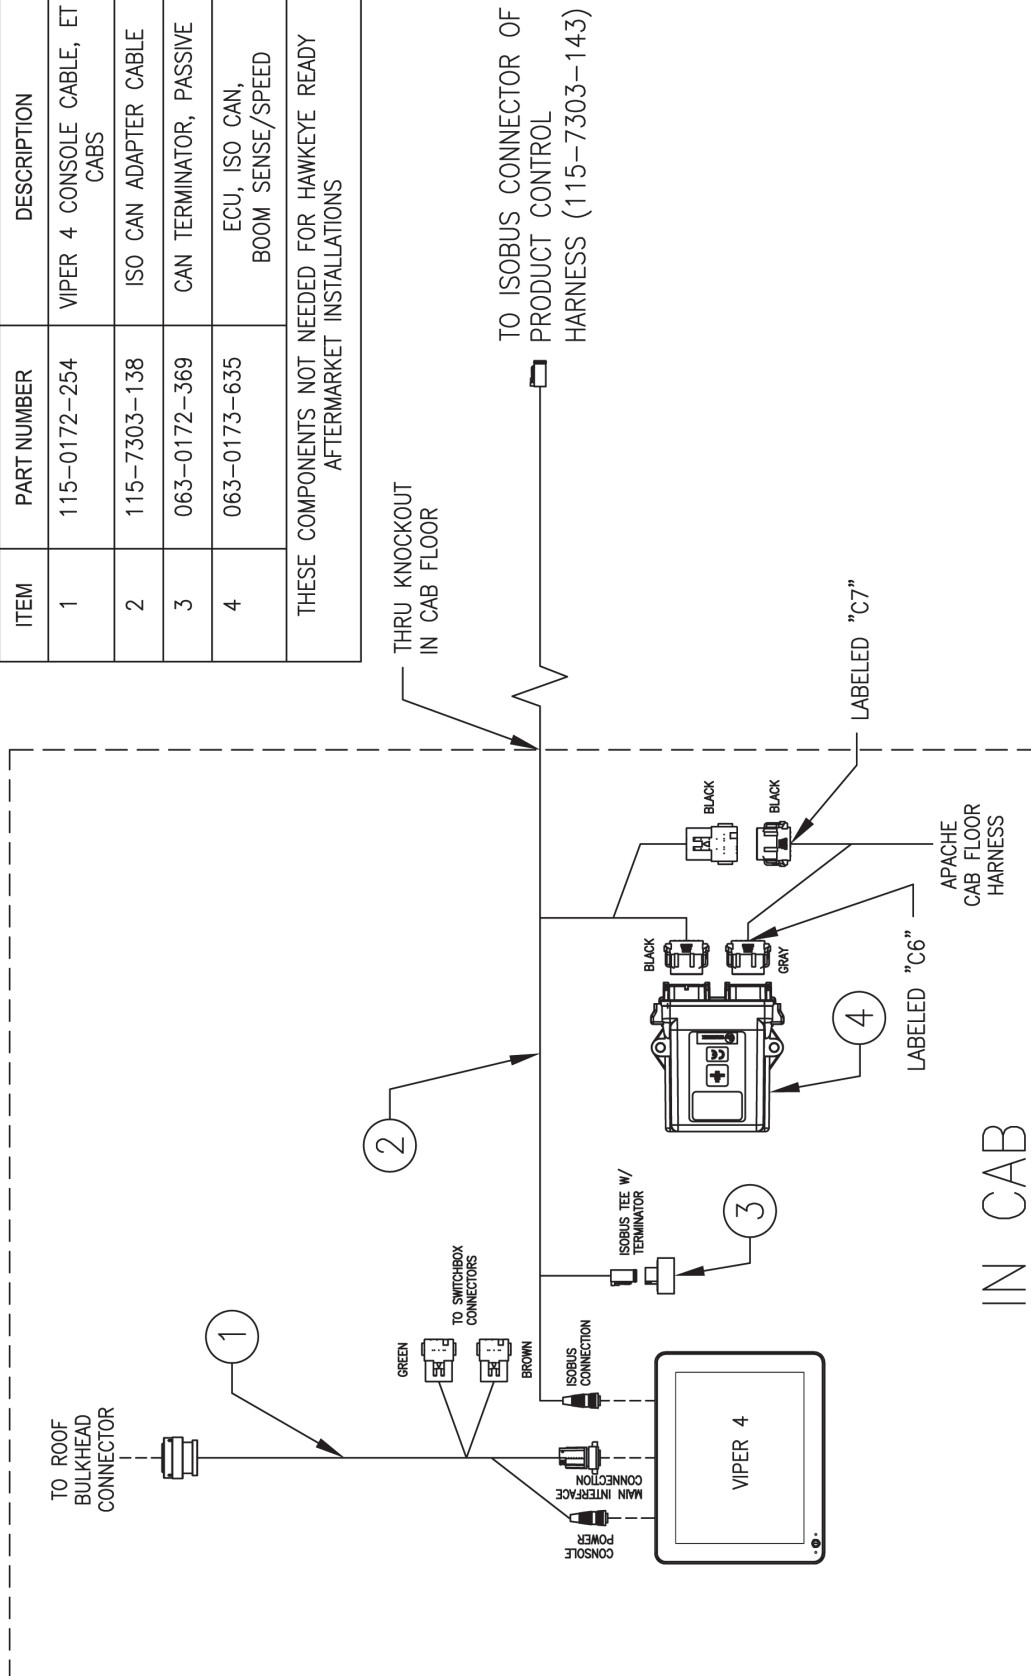 ITEM
PART NUMBER
DESCRIPTION
1
115-0172-254
VIPER 4 CONSOLE CABLE, ET
CABS
2
115-7303-138
ISO CAN ADAPTER CABLE
3
063-0172-369
CAN TERMINATOR, PASSIVE
4
063-0173-635
ECU, ISO CAN,
BOOM SENSE/SPEED
THESE COMPONENTS NOT NEEDED FOR HAWKEYE READY
AFTERMARKET INSTALLATIONS
TO ROOF
BULKHEAD
CONNECTOR
1
GREEN
TO SWITCHBOX
CONNECTORS
BROWN
CONSOLE
POWER
MAIN INTERFACE
CONNECTION
ISOBUS
CONNECTION
VIPER 4
2
ISOBUS TEE W/
TERMINATOR
3
THRU KNOCKOUT
IN CAB FLOOR
TO ISOBUS CONNECTOR OF
PRODUCT CONTROL
HARNESS (115-7303-143)
BLACK
GRAY
BLACK
BLACK
CE
4
LABELED "C6"
LABELED "C7"
APACHE
CAB FLOOR
HARNESS
IN CAB